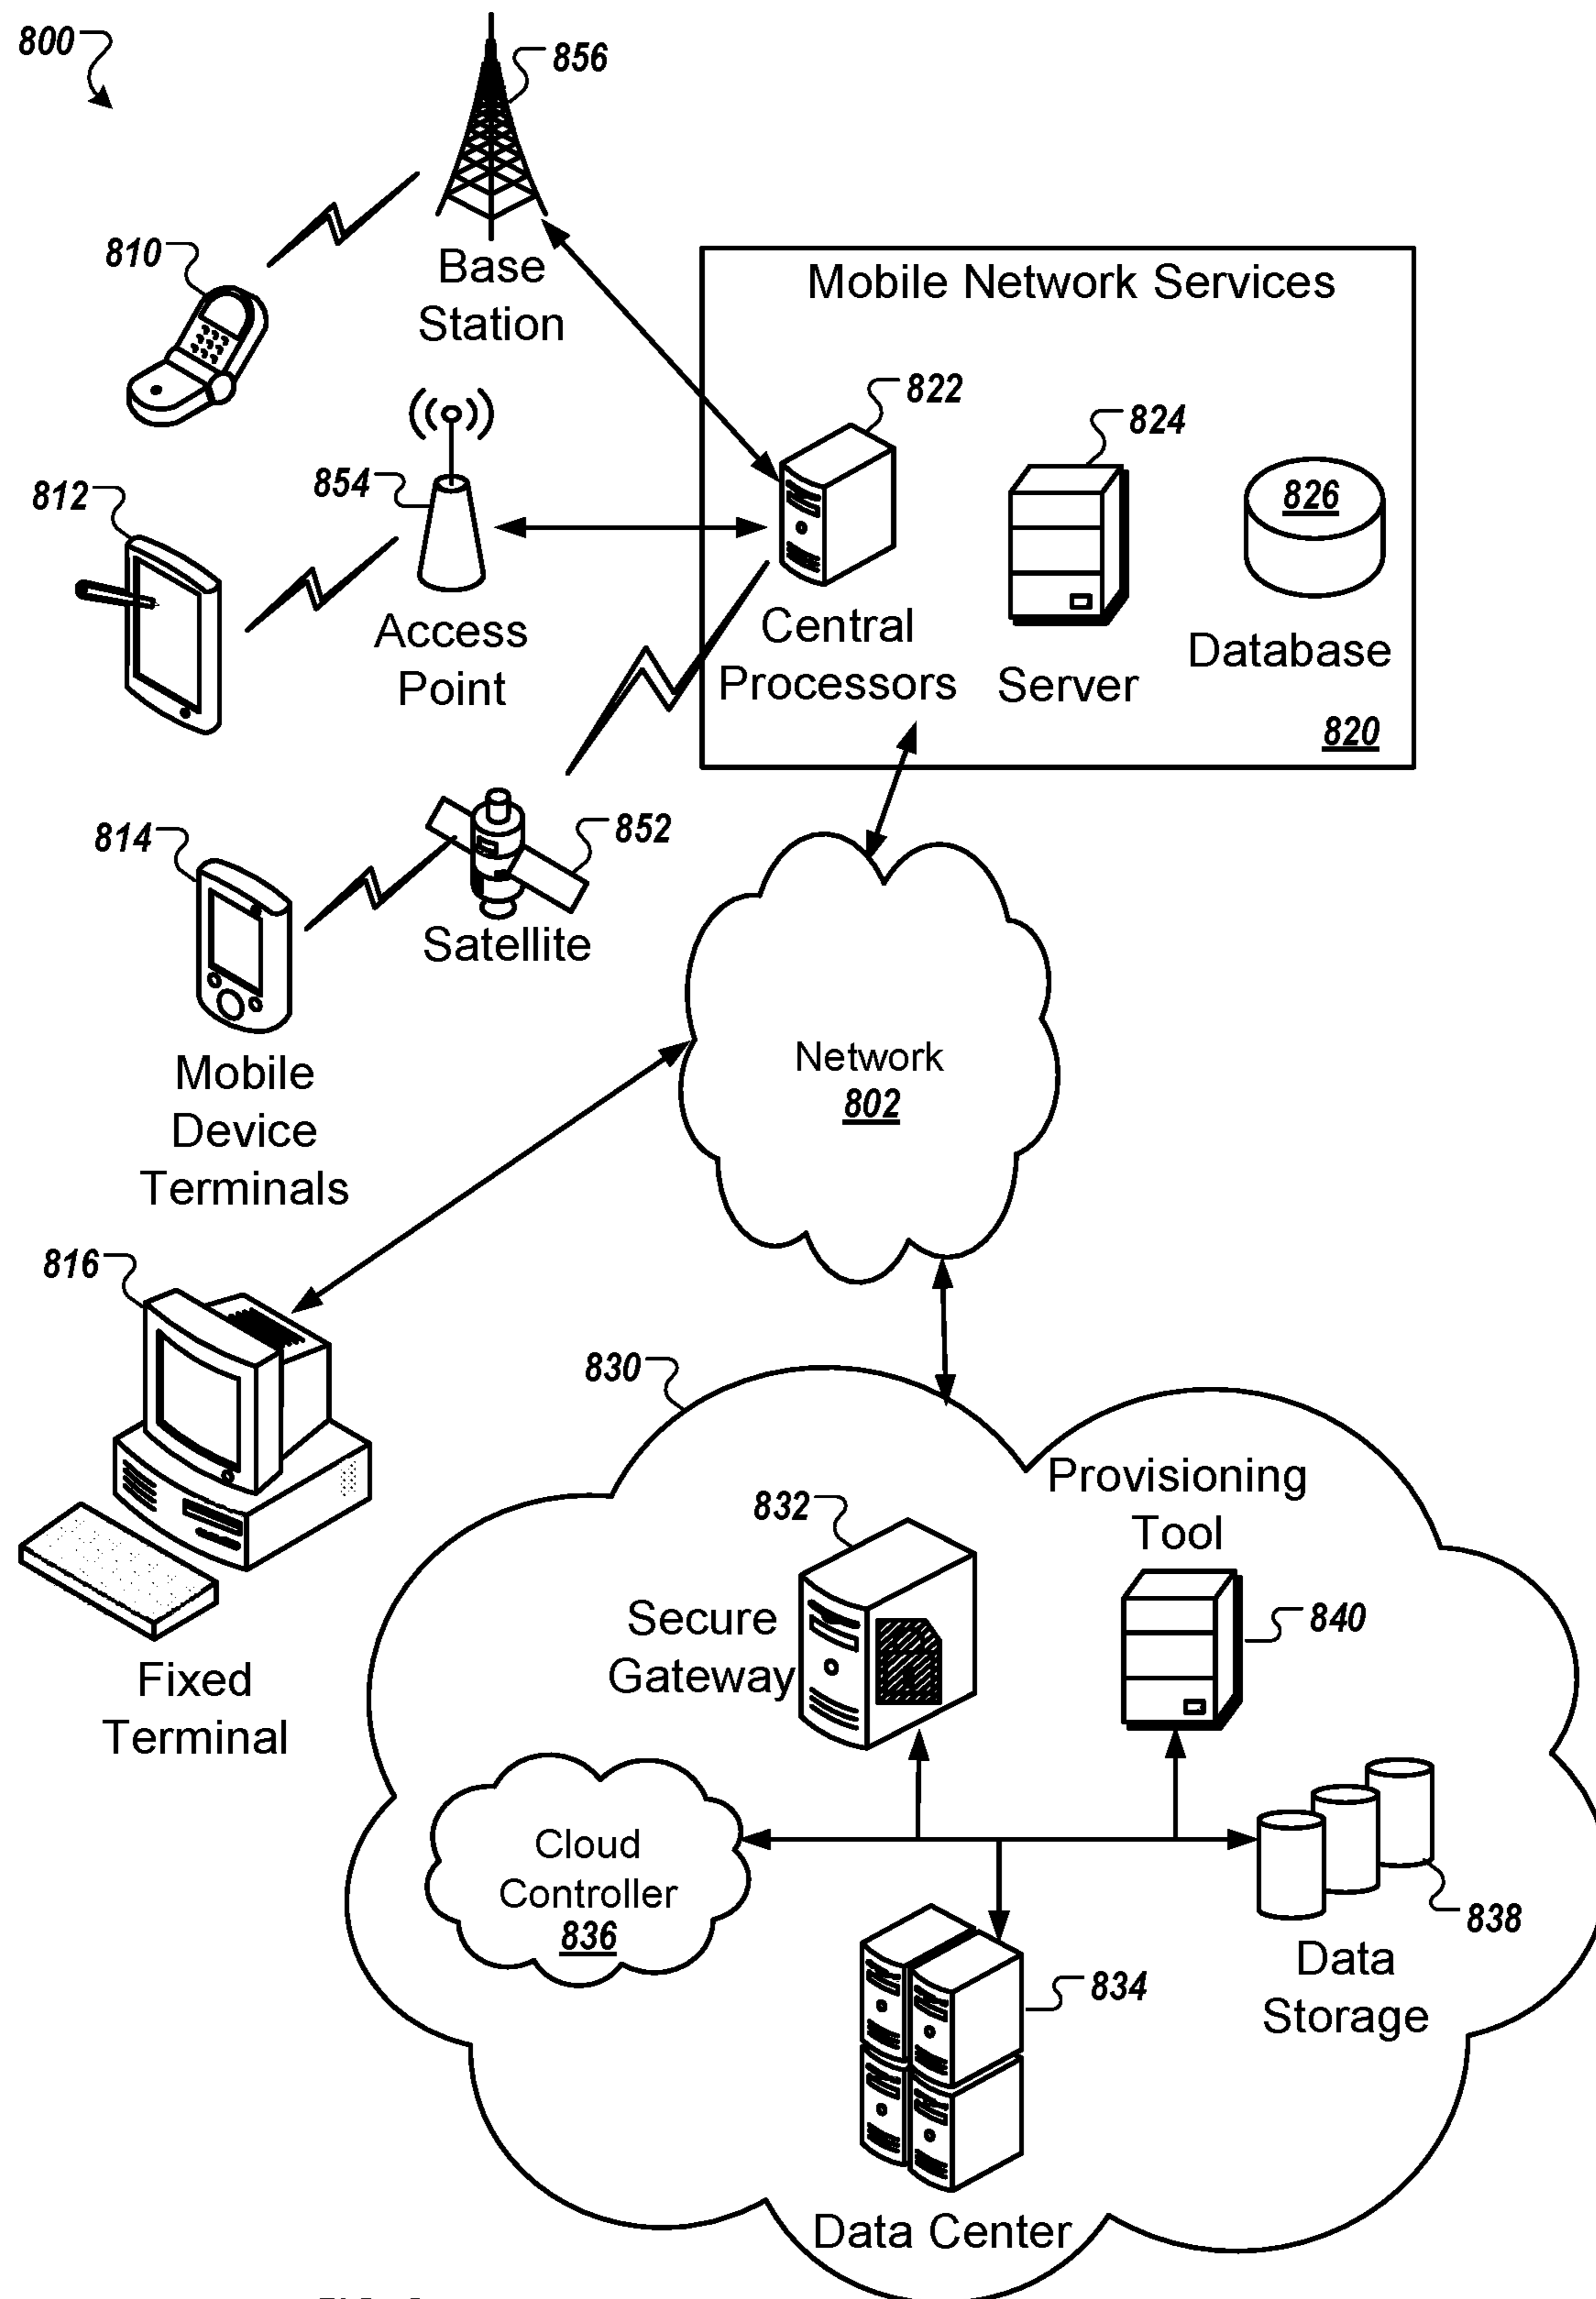 800
856
810
Base
Station
Mobile Network Services
822
824
826
854
812
Access
Point
Central
Processors
Server
Database
820
814
852
Satellite
Mobile
Device
Terminals
Network
802
816
830
Provisioning
Tool
832
Secure
Gateway
840
Fixed
Terminal
Cloud
Controller
836
838
Data
Storage
834
Data Center